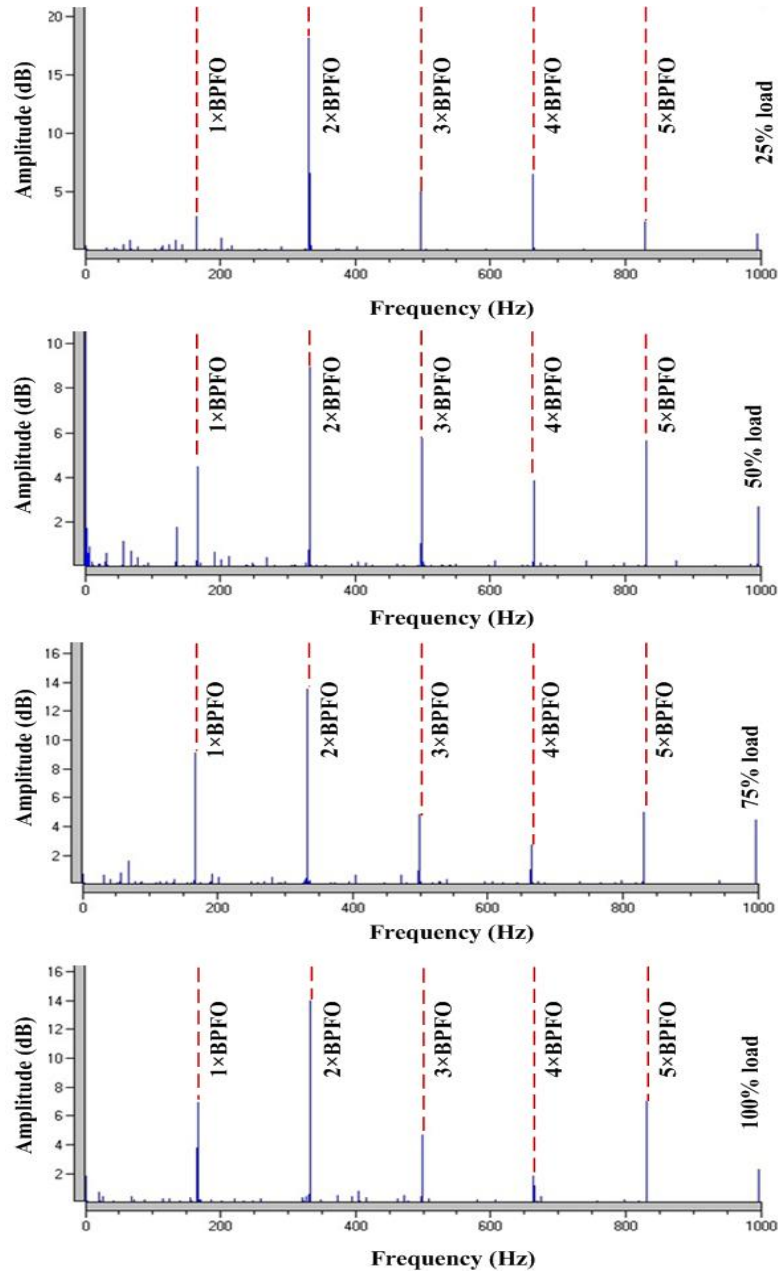 Amplitude (dB)
20
15
10
5
1×BPFO
2×BPFO
3×BPFO
4×BPFO
5×BPFO
25% load
0
200
400
600
800
1000
Frequency (Hz)
Amplitude (dB)
10
8
6
4
2
1×BPFO
2×BPFO
3×BPFO
4×BPFO
5×BPFO
50% load
0
200
400
600
800
1000
Frequency (Hz)
Amplitude (dB)
16
14
12
10
8
6
4
2
1×BPFO
2×BPFO
3×BPFO
4×BPFO
5×BPFO
75% load
0
200
400
600
800
1000
Frequency (Hz)
Amplitude (dB)
16
14
12
10
8
6
4
2
1×BPFO
2×BPFO
3×BPFO
4×BPFO
5×BPFO
100% load
0
200
400
600
800
1000
Frequency (Hz)